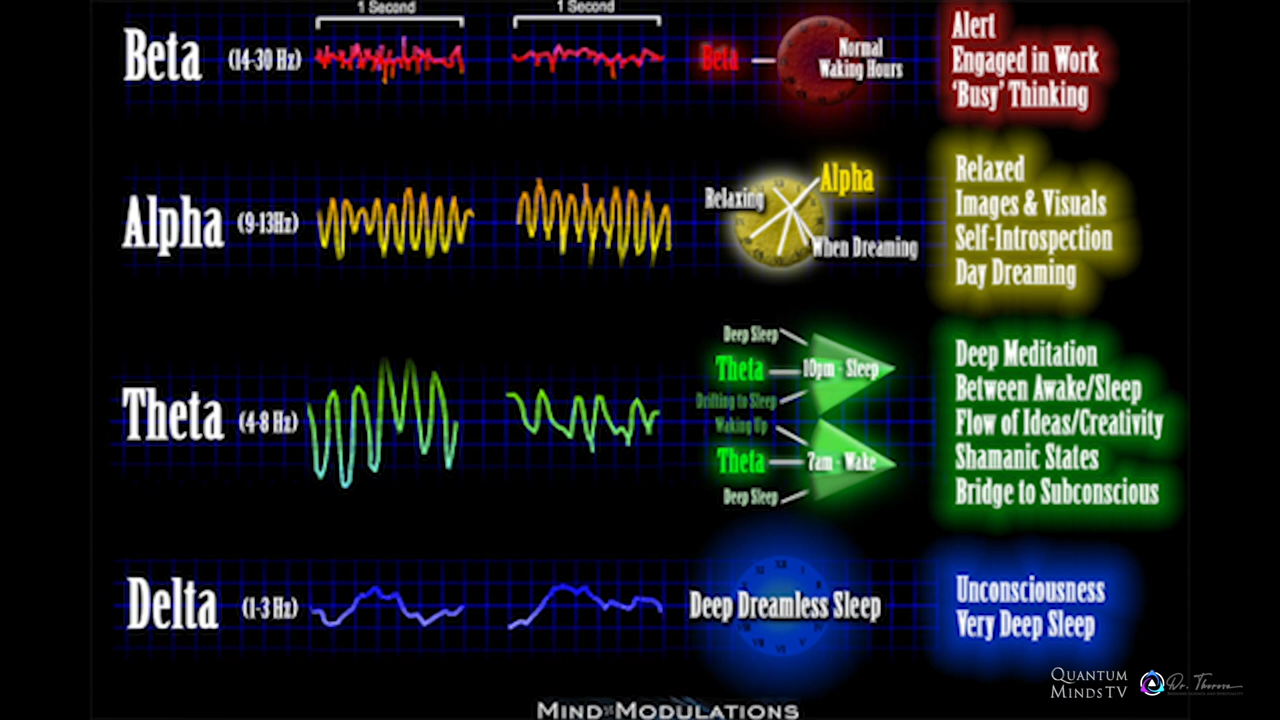 1 Second
1 Second
Beta
(14-30 Hz)
Beta
Normal
Waking Hours
Alert
Engaged in Work
‘Busy’ Thinking
Alpha
(9-13Hz)
Relaxing
Alpha
When Dreaming
Relaxed
Images & Visuals
Self-Introspection
Day Dreaming
Theta
(4-8 Hz)
Deep Sleep
Theta
10pm - Sleep
Drifting to Sleep
Waking Up
Theta
7am - Wake
Deep Sleep
Deep Meditation
Between Awake/Sleep
Flow of Ideas/Creativity
Shamanic States
Bridge to Subconscious
Delta
(1-3 Hz)
Deep Dreamless Sleep
Unconsciousness
Very Deep Sleep
QUANTUM
MINDSTV
Dr. Theresa
MIND MODULATIONS